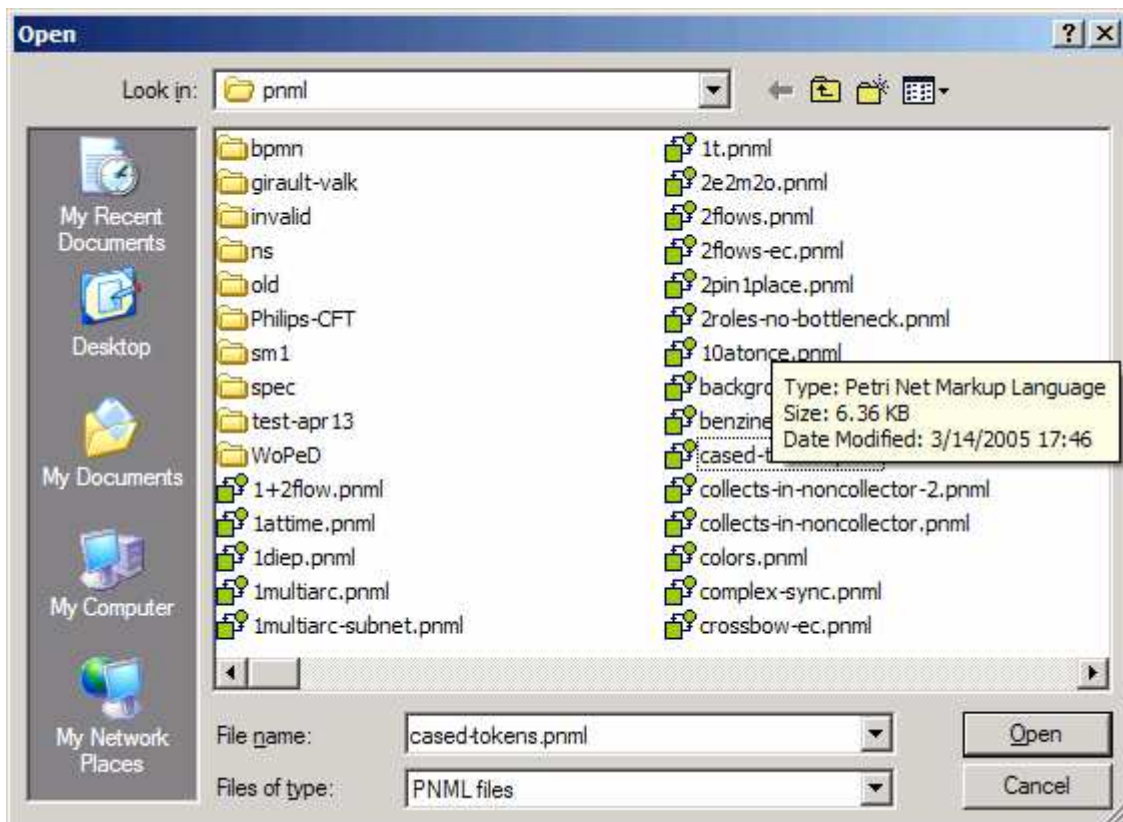 Open
Look in:
pnml
My Recent
Documents
Desktop
My Documents
My Computer
My Network
Places
bpmn
girault-valk
invalid
ns
old
Philips-CFT
sm1
spec
test-apr13
WoPeD
1+2flow.pnml
1attime.pnml
1diep.pnml
1multiarc.pnml
1multiarc-subnet.pnml
1t.pnml
2e2m2o.pnml
2flows.pnml
2flows-ec.pnml
2pin1place.pnml
2roles-no-bottleneck.pnml
10atonce.pnml
benzine
collects-in-noncollector-2.pnml
collects-in-noncollector.pnml
colors.pnml
complex-sync.pnml
crossbow-ec.pnml
Type: Petri Net Markup Language
Size: 6.36 KB
Date Modified: 3/14/2005 17:46
File name:
cased-tokens.pnml
Open
Files of type:
PNML files
Cancel